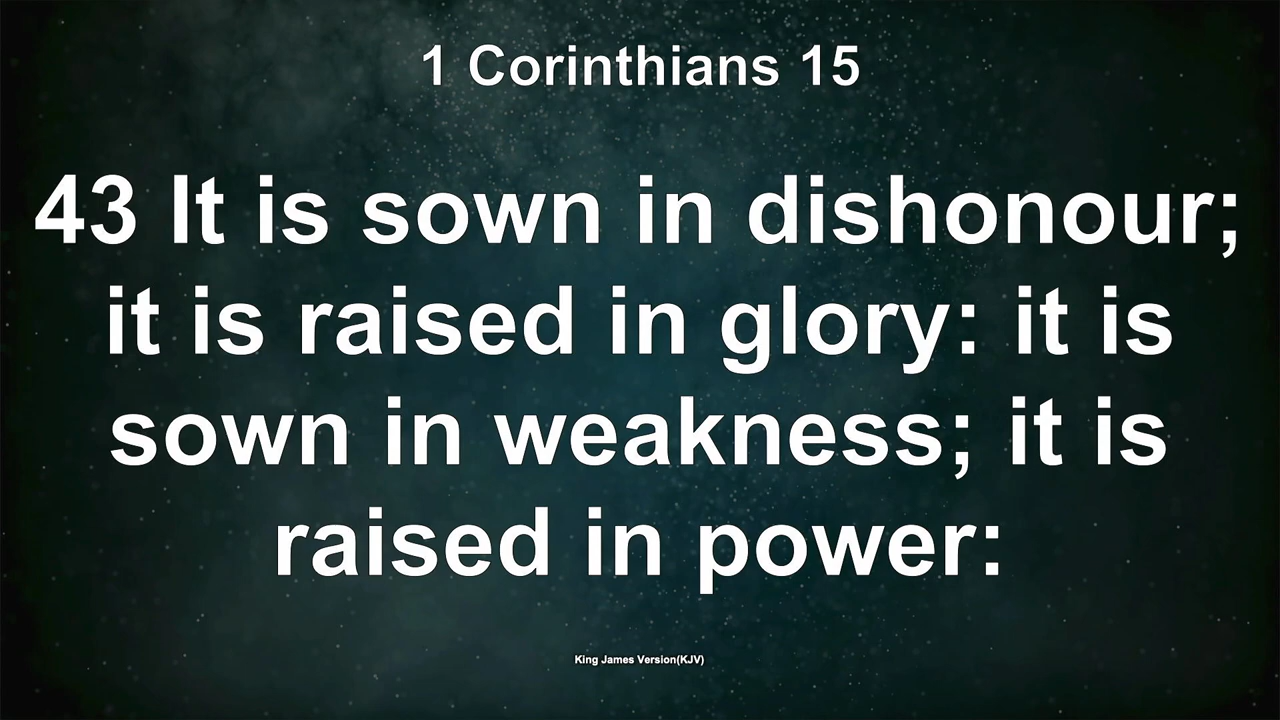 1 Corinthians 15
43 It is sown in dishonour;
it is raised in glory: it is
sown in weakness; it is
raised in power:
King James Version(KJV)